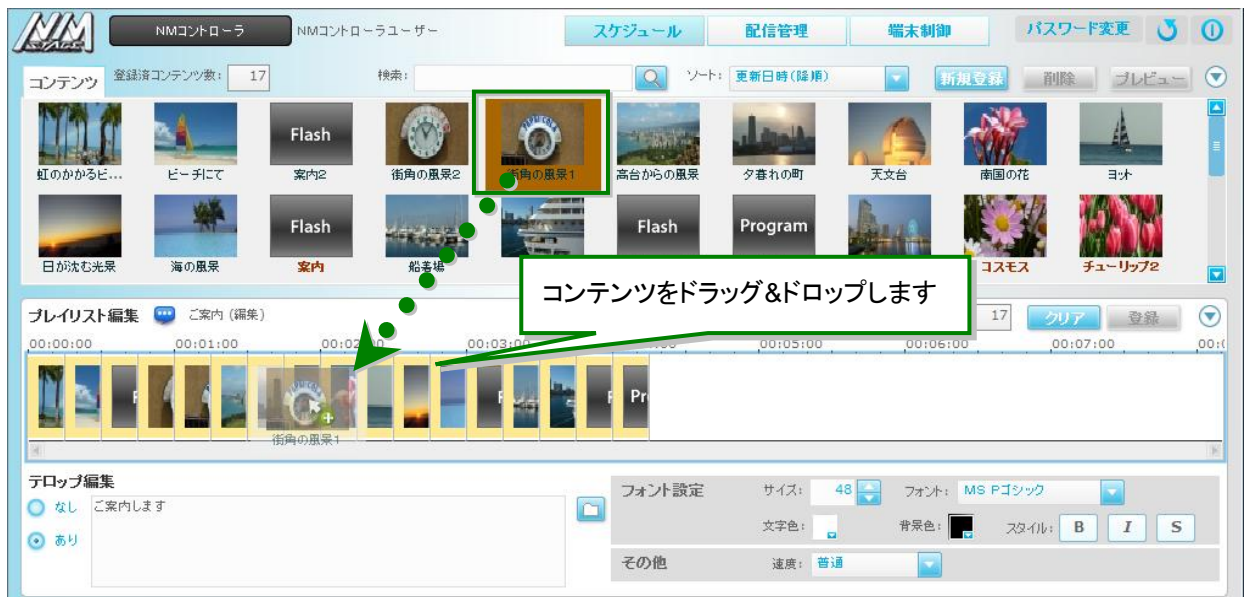 NM STAGE NMコントローラ NMコントローラユーザー スケジュール 配信管理 端末制御 パスワード変更
コンテンツ 登録済コンテンツ数: 17 検索: ソート: 更新日時(降順) 新規登録 削除 プレビュー
Flash
虹のかかるビ... ビーチにて 案内2 街角の風景2 街角の風景1 高台からの風景 夕暮れの町 天文台 南国の花 ヨット
Flash Flash Program
日が沈む光景 海の風景 案内 船着場 コスモス チューリップ2
コンテンツをドラッグ&ドロップします
プレイリスト編集 ご案内 (編集) 17 クリア 登録
00:00:00 00:01:00 00:02:00 00:03:00 00:05:00 00:06:00 00:07:00
街角の風景1
テロップ編集
なし ご案内します
あり
フォント設定 サイズ: 48 フォント: MS Pゴシック
文字色: 背景色: スタイル: B I S
その他 速度: 普通